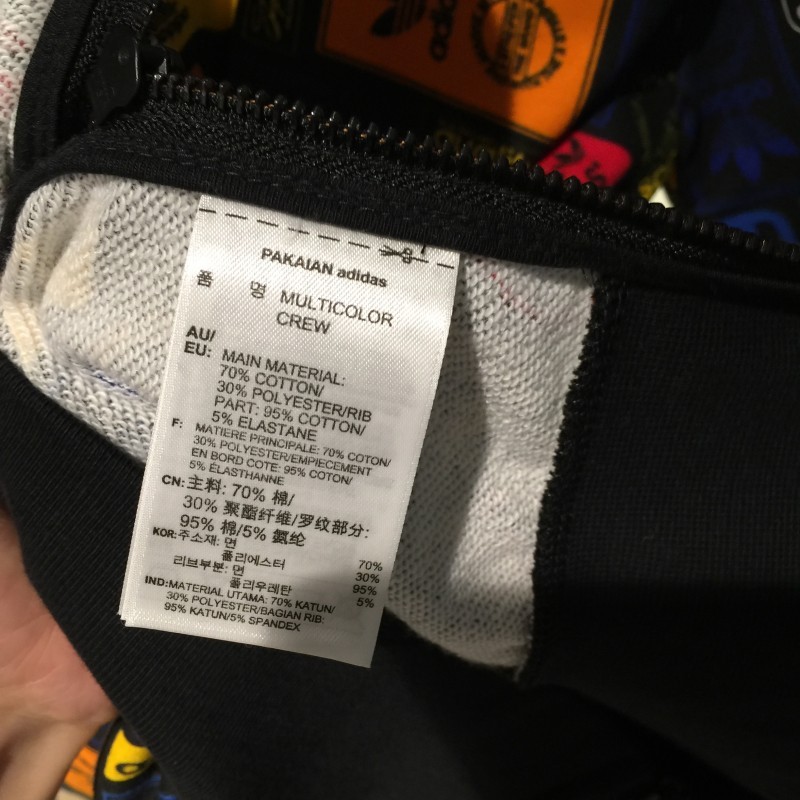 adidas
PAKAIAN adidas
품 명 MULTICOLOR
CREW
AU/
EU: MAIN MATERIAL:
70% COTTON/
30% POLYESTER/RIB
PART: 95% COTTON/
5% ELASTANE
F: MATIERE PRINCIPALE: 70% COTON/
30% POLYESTER/EMPIECEMENT
EN BORD COTE: 95% COTON/
5% ÉLASTHANNE
CN: 主料: 70% 棉/
30% 聚酯纤维/罗纹部分:
95% 棉/5% 氨纶
KOR: 주소재: 면 70%
폴리에스터 30%
리브부분: 면 95%
폴리우레탄 5%
IND: MATERIAL UTAMA: 70% KATUN/
30% POLYESTER/BAGIAN RIB:
95% KATUN/5% SPANDEX